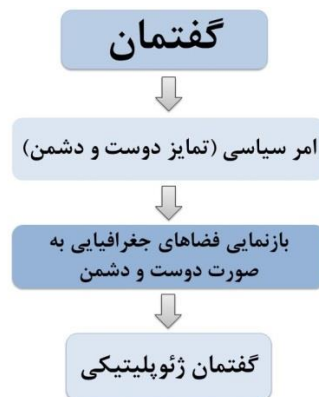 گفتمان
امر سیاسی (تمایز دوست و دشمن)
بازنمایی فضاهای جغرافیایی به
صورت دوست و دشمن
گفتمان ژئوپلیتیکی